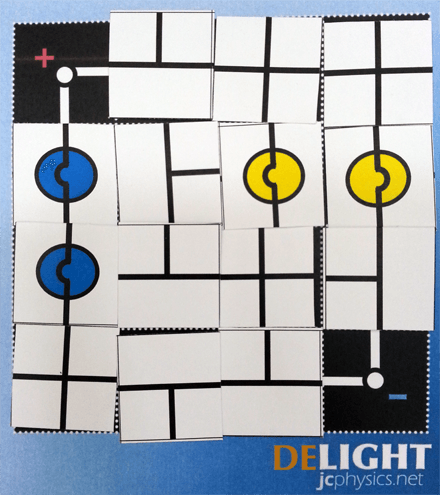 +
−
DELIGHT
jcphysics.net